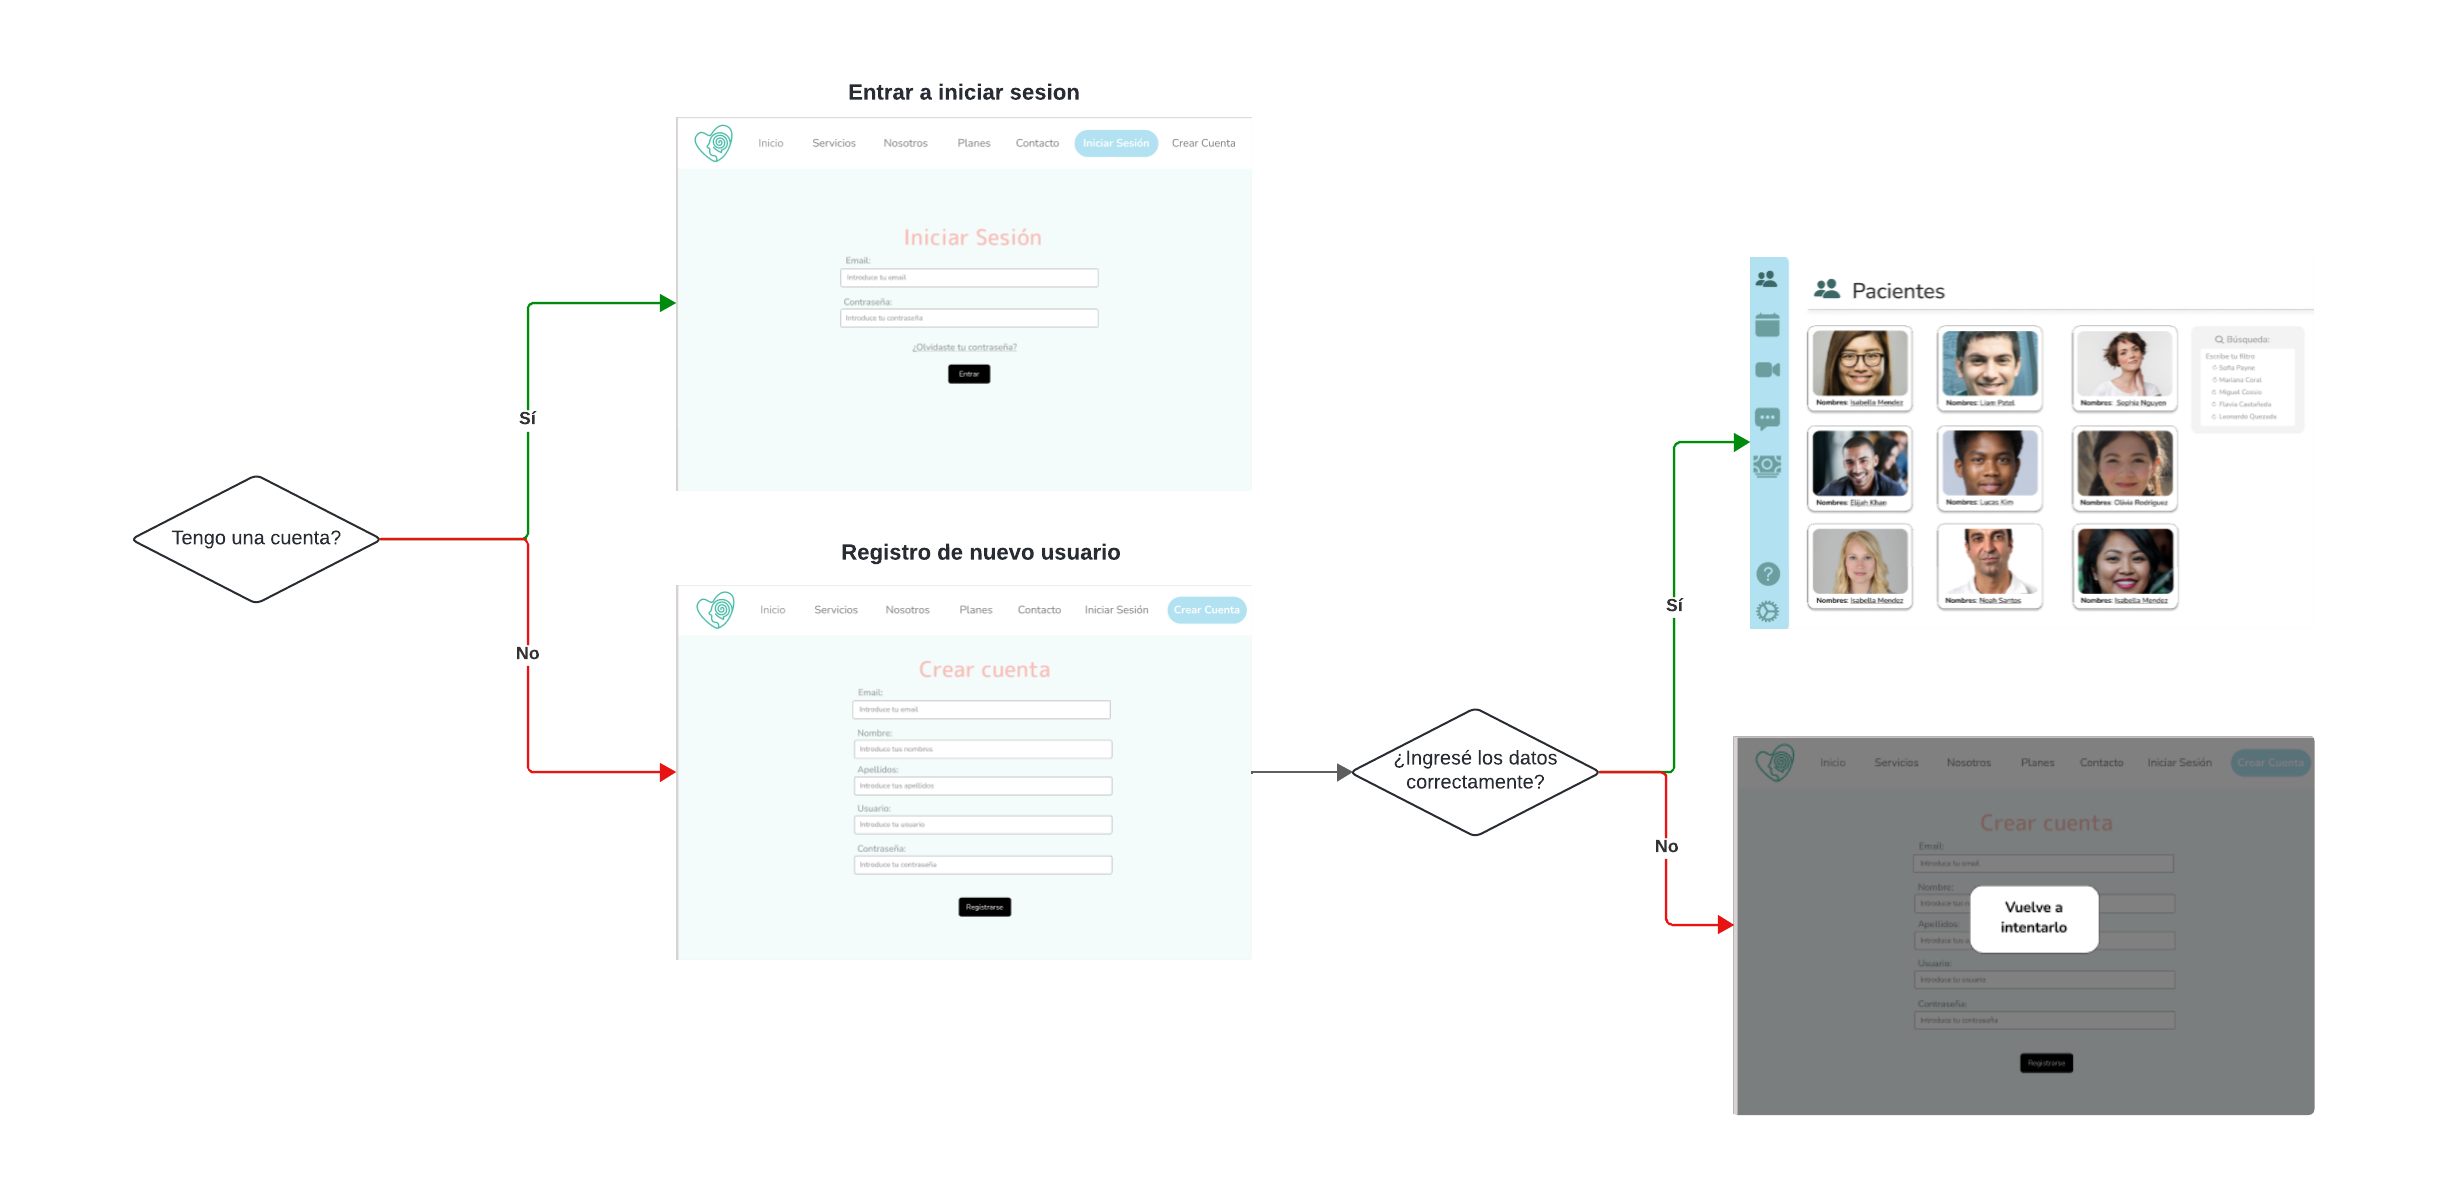 Entrar a iniciar sesion
Inicio Servicios Nosotros Planes Contacto Iniciar Sesión Crear Cuenta
Iniciar Sesión
Email:
Introduce tu email
Contraseña:
Introduce tu contraseña
¿Olvidaste tu contraseña?
Entrar
Sí
Tengo una cuenta?
No
Registro de nuevo usuario
Inicio Servicios Nosotros Planes Contacto Iniciar Sesión Crear Cuenta
Crear cuenta
Email:
Introduce tu email
Nombre:
Introduce tus nombres
Apellidos:
Introduce tus apellidos
Usuario:
Introduce tu usuario
Contraseña:
Introduce tu contraseña
Registrarse
¿Ingresé los datos
correctamente?
Sí
No
Pacientes
Nombres: Isabella Mendez
Nombres: Liam Patel
Nombres: Sophia Nguyen
Búsqueda:
Escribe tu filtro
Sofia Payne
Mariana Coral
Miguel Cossio
Flavia Castañeda
Leonardo Quezada
Nombres: Elijah Khan
Nombres: Lucas Kim
Nombres: Olivia Rodriguez
Nombres: Isabella Mendez
Nombres: Noah Santos
Nombres: Isabella Mendez
Inicio Servicios Nosotros Planes Contacto Iniciar Sesión Crear Cuenta
Crear cuenta
Email:
Introduce tu email
Nombre:
Introduce tus
Apellidos:
Introduce tus
Vuelve a
intentarlo
Usuario:
Introduce tu usuario
Contraseña:
Introduce tu contraseña
Registrarse